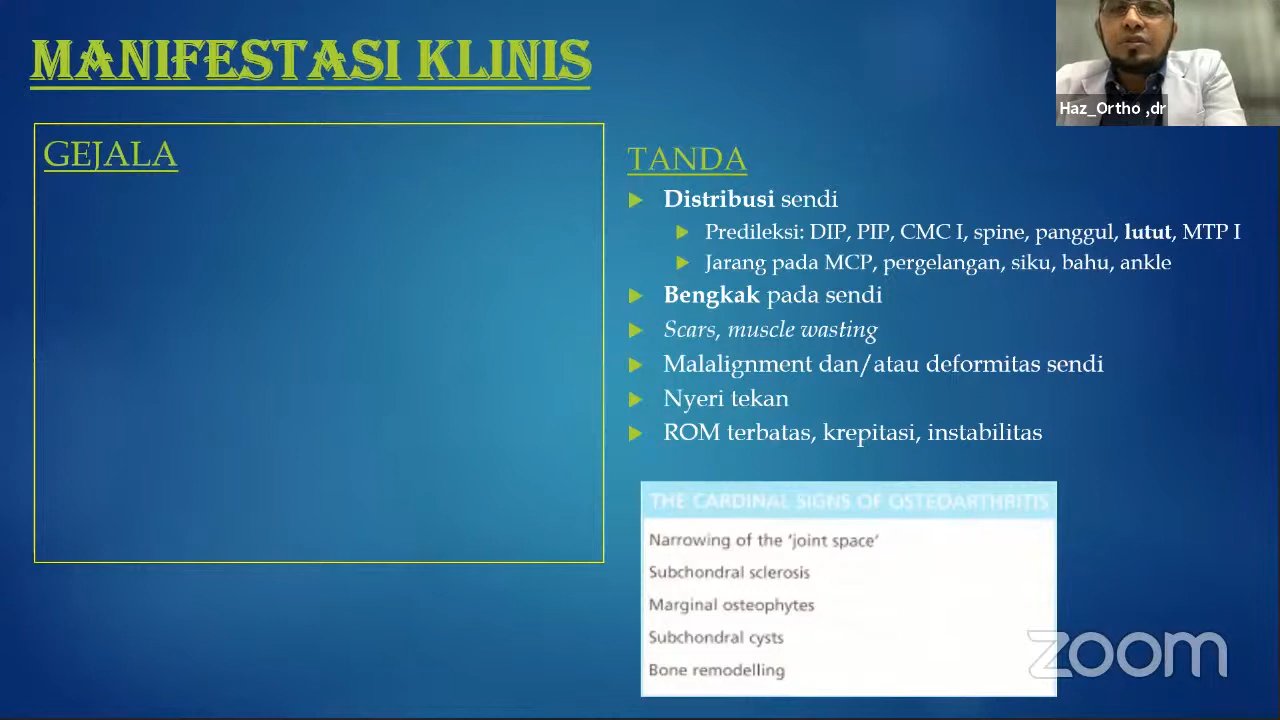 MANIFESTASI KLINIS
Haz_Ortho ,dr
GEJALA
TANDA
Distribusi sendi
Predileksi: DIP, PIP, CMC I, spine, panggul, lutut, MTP I
Jarang pada MCP, pergelangan, siku, bahu, ankle
Bengkak pada sendi
Scars, muscle wasting
Malalignment dan/atau deformitas sendi
Nyeri tekan
ROM terbatas, krepitasi, instabilitas
THE CARDINAL SIGNS OF OSTEOARTHRITIS
Narrowing of the 'joint space'
Subchondral sclerosis
Marginal osteophytes
Subchondral cysts
Bone remodelling
zoom